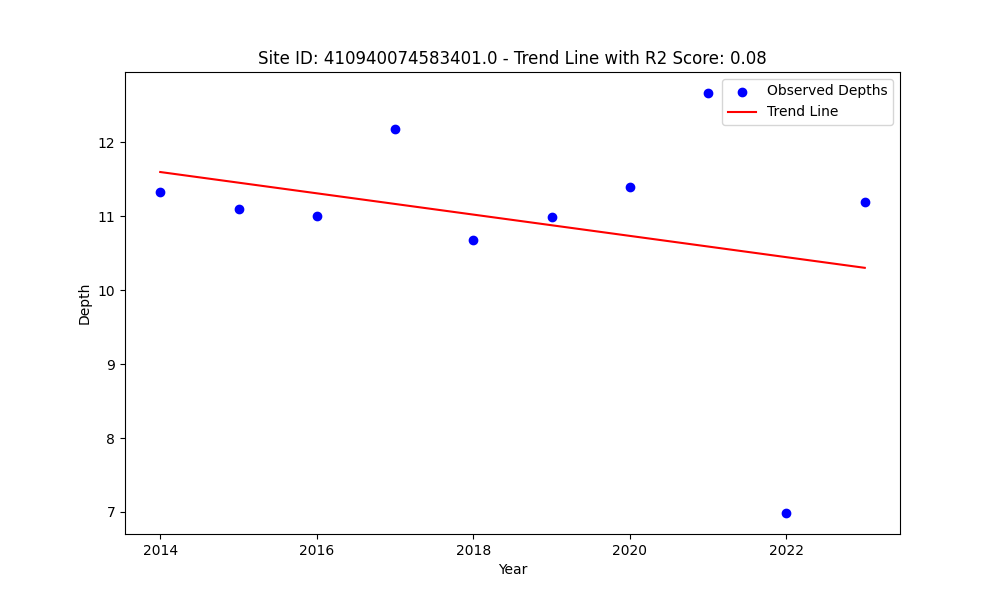 Site ID: 410940074583401.0 - Trend Line with R2 Score: 0.08
Observed Depths
Trend Line
12
11
10
9
8
7
Depth
2014
2016
2018
2020
2022
Year